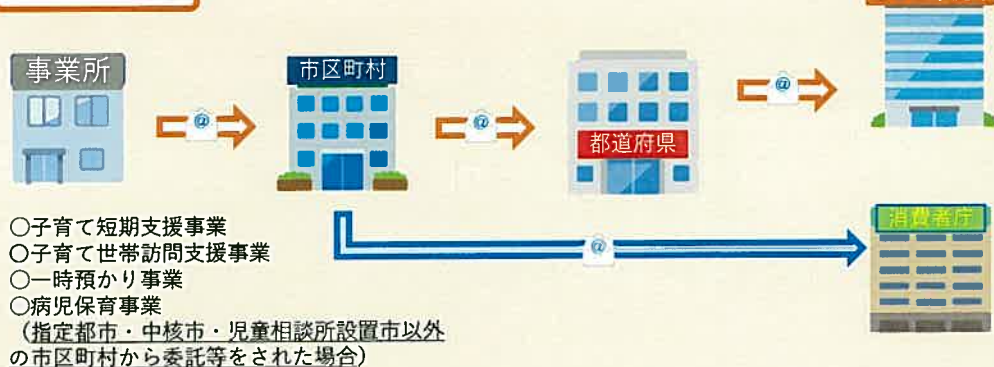 事業所
市区町村
都道府県
消費者庁
@
@
@
@
○子育て短期支援事業
○子育て世帯訪問支援事業
○一時預かり事業
○病児保育事業
（指定都市・中核市・児童相談所設置市以外
の市区町村から委託等をされた場合）